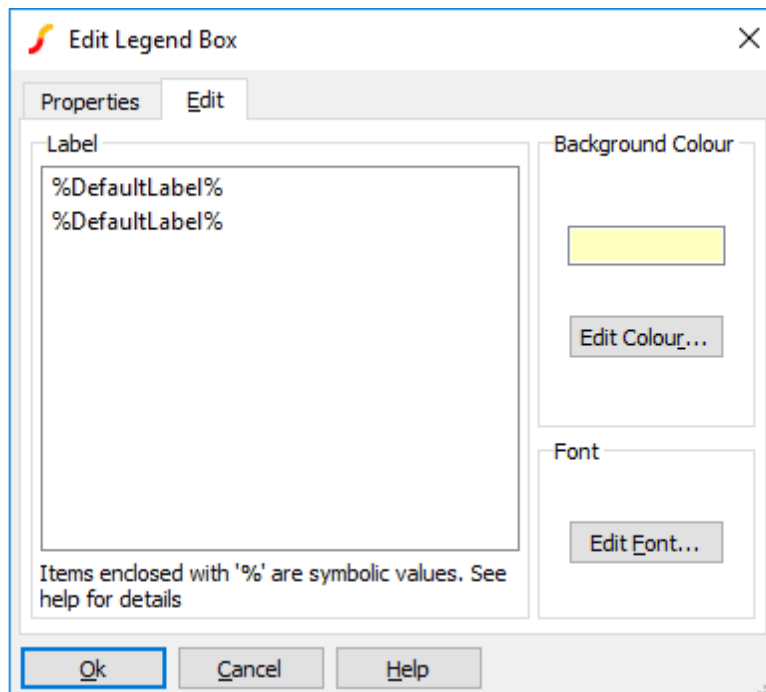 Edit Legend Box
Properties
Edit
Label
%DefaultLabel%
%DefaultLabel%
Items enclosed with '%' are symbolic values. See
help for details
Background Colour
Edit Colour...
Font
Edit Font...
Ok
Cancel
Help